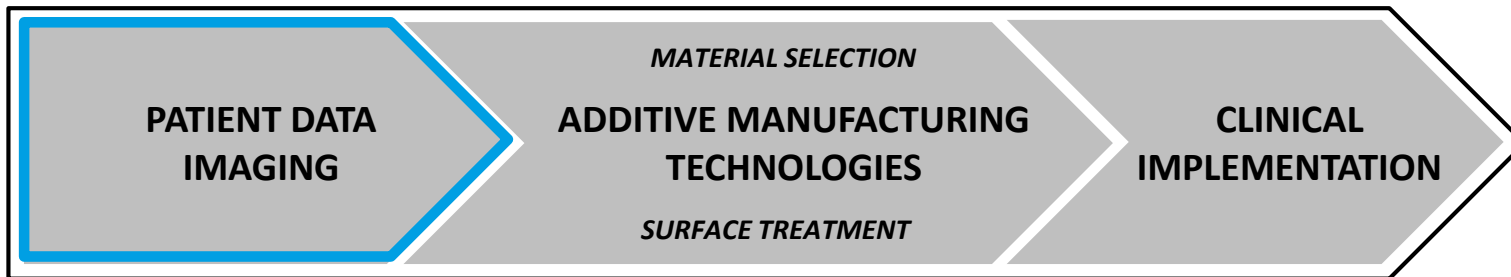 PATIENT DATA
IMAGING
MATERIAL SELECTION
ADDITIVE MANUFACTURING
TECHNOLOGIES
SURFACE TREATMENT
CLINICAL
IMPLEMENTATION